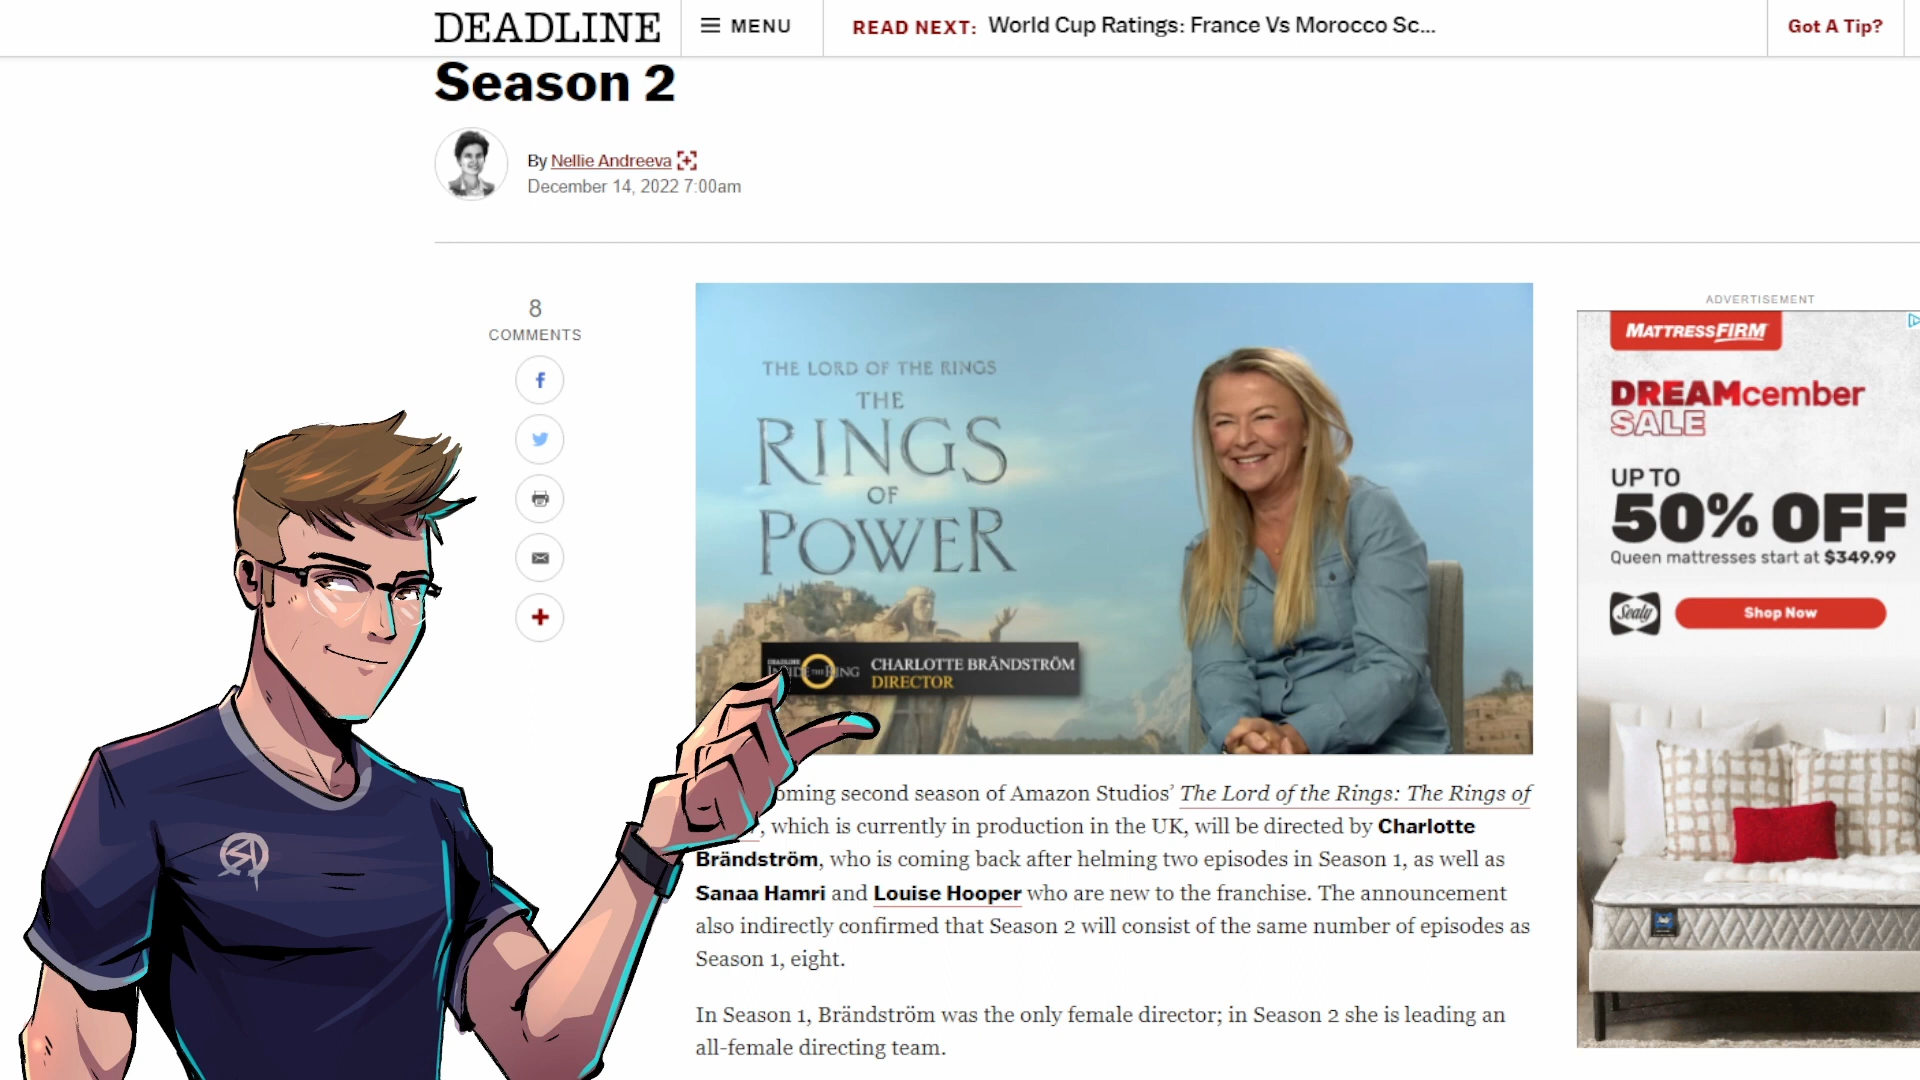 DEADLINE
MENU
READ NEXT: World Cup Ratings: France Vs Morocco Sc...
Got A Tip?
Season 2
By Nellie Andreeva
December 14, 2022 7:00am
8
COMMENTS
THE LORD OF THE RINGS
THE
RINGS
OF
POWER
DEADLINE
INSIDE THE RING
CHARLOTTE BRÄNDSTRÖM
DIRECTOR
oming second season of Amazon Studios’ The Lord of the Rings: The Rings of
, which is currently in production in the UK, will be directed by Charlotte
Brändström, who is coming back after helming two episodes in Season 1, as well as
Sanaa Hamri and Louise Hooper who are new to the franchise. The announcement
also indirectly confirmed that Season 2 will consist of the same number of episodes as
Season 1, eight.
In Season 1, Brändström was the only female director; in Season 2 she is leading an
all-female directing team.
ADVERTISEMENT
MATTRESSFIRM
DREAMcember
SALE
UP TO
50% OFF
Queen mattresses start at $349.99
Sealy
Shop Now